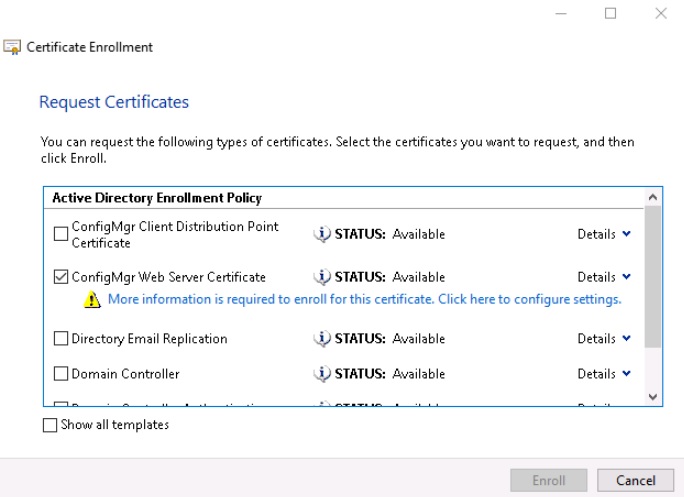 Certificate Enrollment
Request Certificates
You can request the following types of certificates. Select the certificates you want to request, and then
click Enroll.
Active Directory Enrollment Policy
ConfigMgr Client Distribution Point
Certificate
STATUS: Available
Details
ConfigMgr Web Server Certificate
STATUS: Available
Details
More information is required to enroll for this certificate. Click here to configure settings.
Directory Email Replication
STATUS: Available
Details
Domain Controller
STATUS: Available
Details
Show all templates
Enroll
Cancel